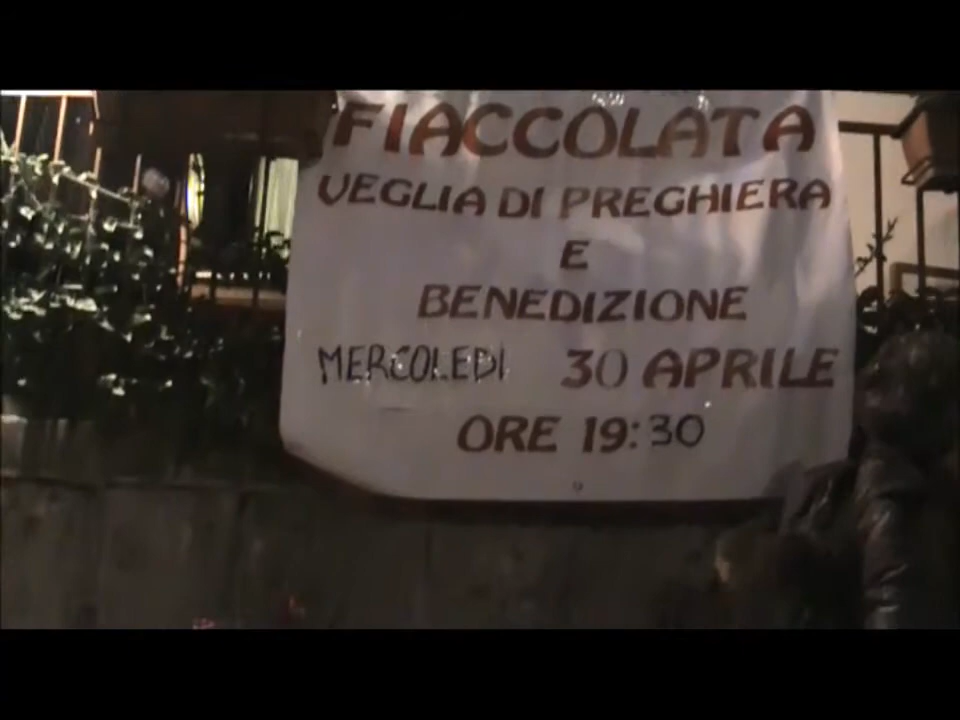 FIACCOLATA
VEGLIA DI PREGHIERA
E
BENEDIZIONE
MERCOLEDI 30 APRILE
ORE 19:30